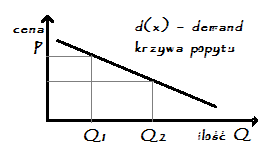 cena
p
d(x) - demand
krzywa popytu
Q1
Q2
ilość Q